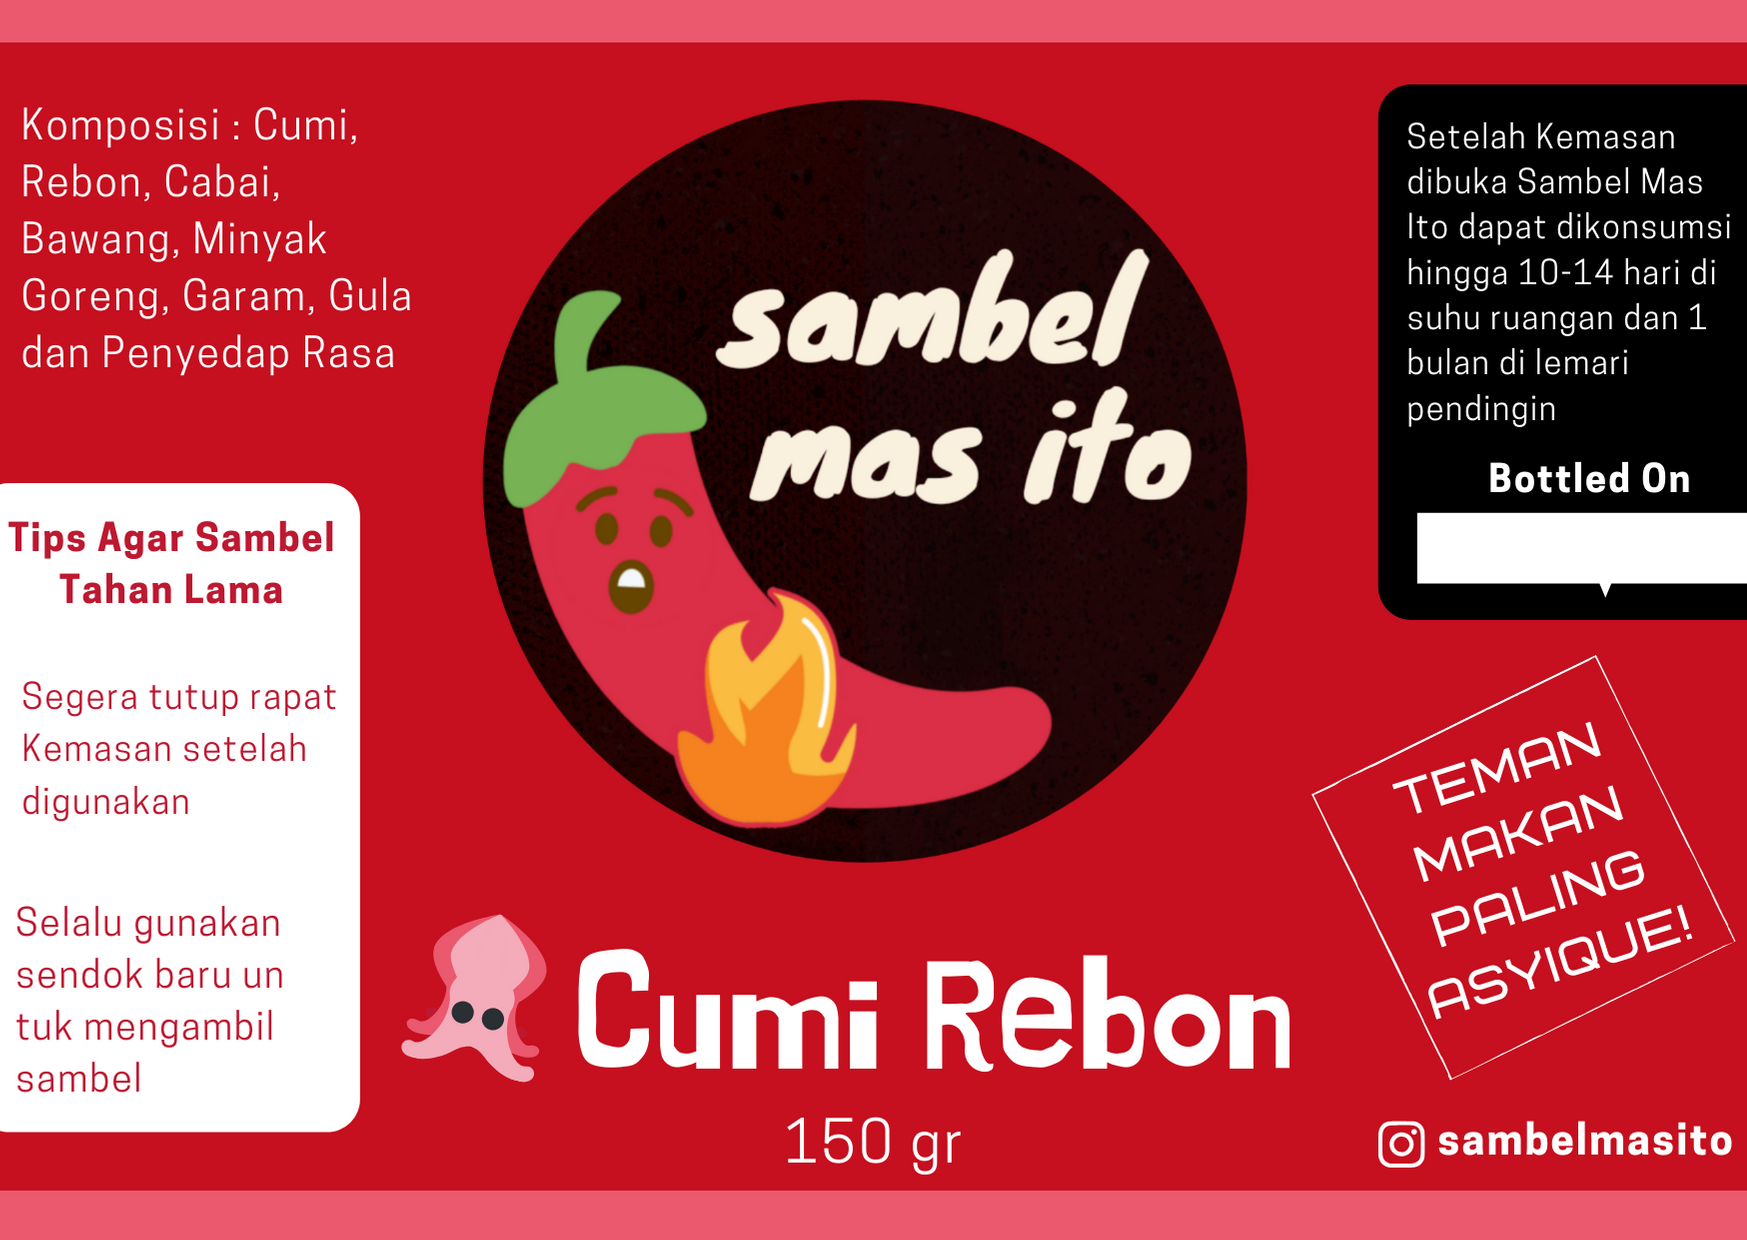 Komposisi : Cumi,
Rebon, Cabai,
Bawang, Minyak
Goreng, Garam, Gula
dan Penyedap Rasa
Tips Agar Sambel
Tahan Lama
Segera tutup rapat
Kemasan setelah
digunakan
Selalu gunakan
sendok baru un
tuk mengambil
sambel
sambel
mas ito
Cumi Rebon
150 gr
Setelah Kemasan
dibuka Sambel Mas
Ito dapat dikonsumsi
hingga 10-14 hari di
suhu ruangan dan 1
bulan di lemari
pendingin
Bottled On
TEMAN
MAKAN
PALING
ASYIQUE!
sambelmasito